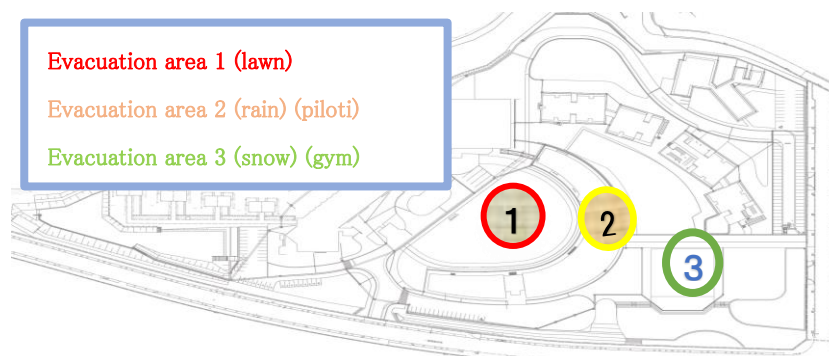 Evacuation area 1 (lawn)
Evacuation area 2 (rain) (piloti)
Evacuation area 3 (snow) (gym)
1
2
3